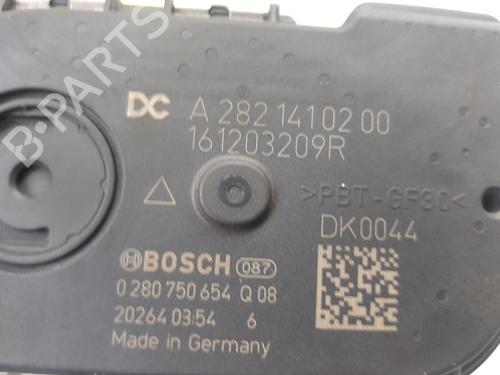 B-PARTS
DC A 282 141 02 00
161203209R
>PBT-GF30<
DK0044
BOSCH 087
0 280 750 654 Q 08
20264 03:54 6
Made in Germany